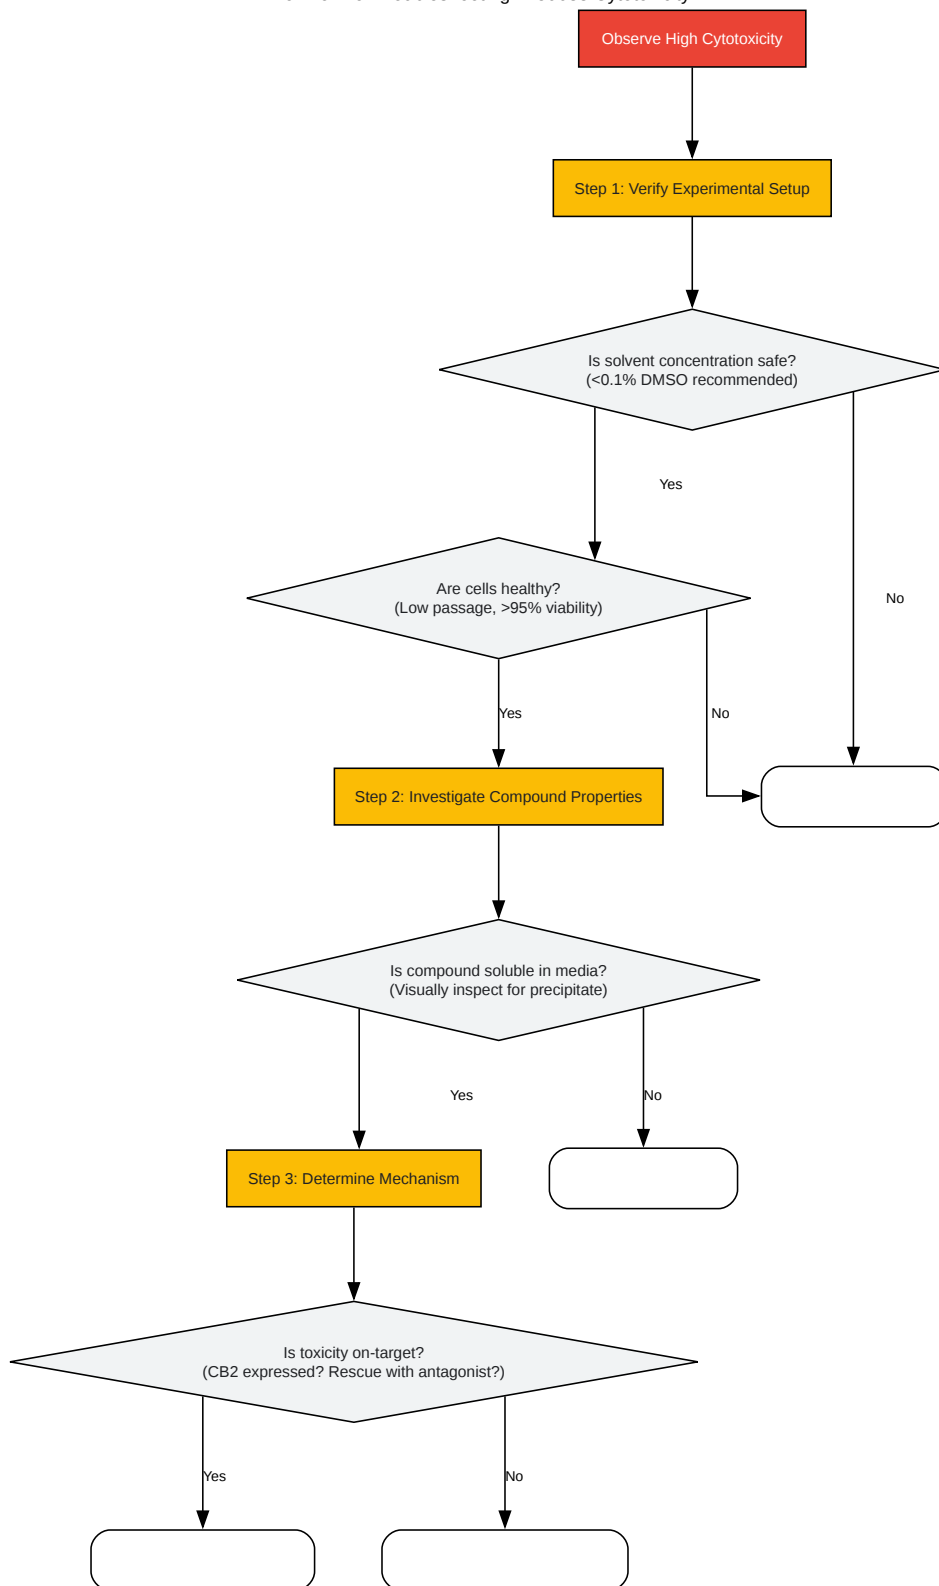 Observe High Cytotoxicity
Step 1: Verify Experimental Setup
Is solvent concentration safe?
(<0.1% DMSO recommended)
Yes
No
Are cells healthy?
(Low passage, >95% viability)
Yes
No
Step 2: Investigate Compound Properties
Is compound soluble in media?
(Visually inspect for precipitate)
Yes
No
Step 3: Determine Mechanism
Is toxicity on-target?
(CB2 expressed? Rescue with antagonist?)
Yes
No